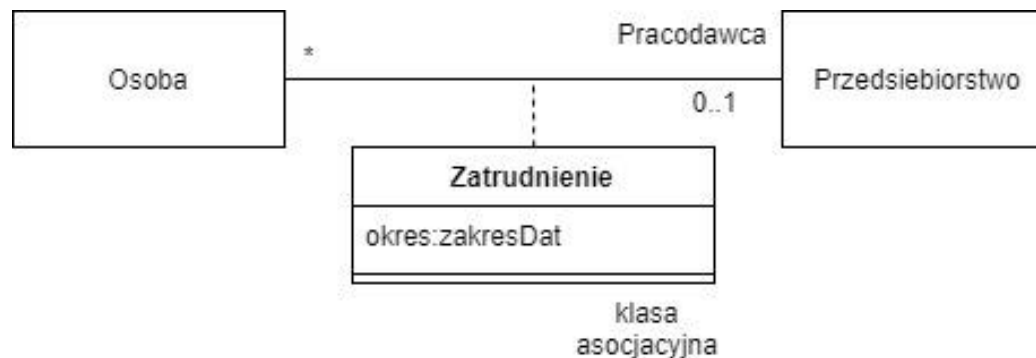 Osoba
*
Pracodawca
0..1
Przedsiebiorstwo
Zatrudnienie
okres:zakresDat
klasa
asocjacyjna